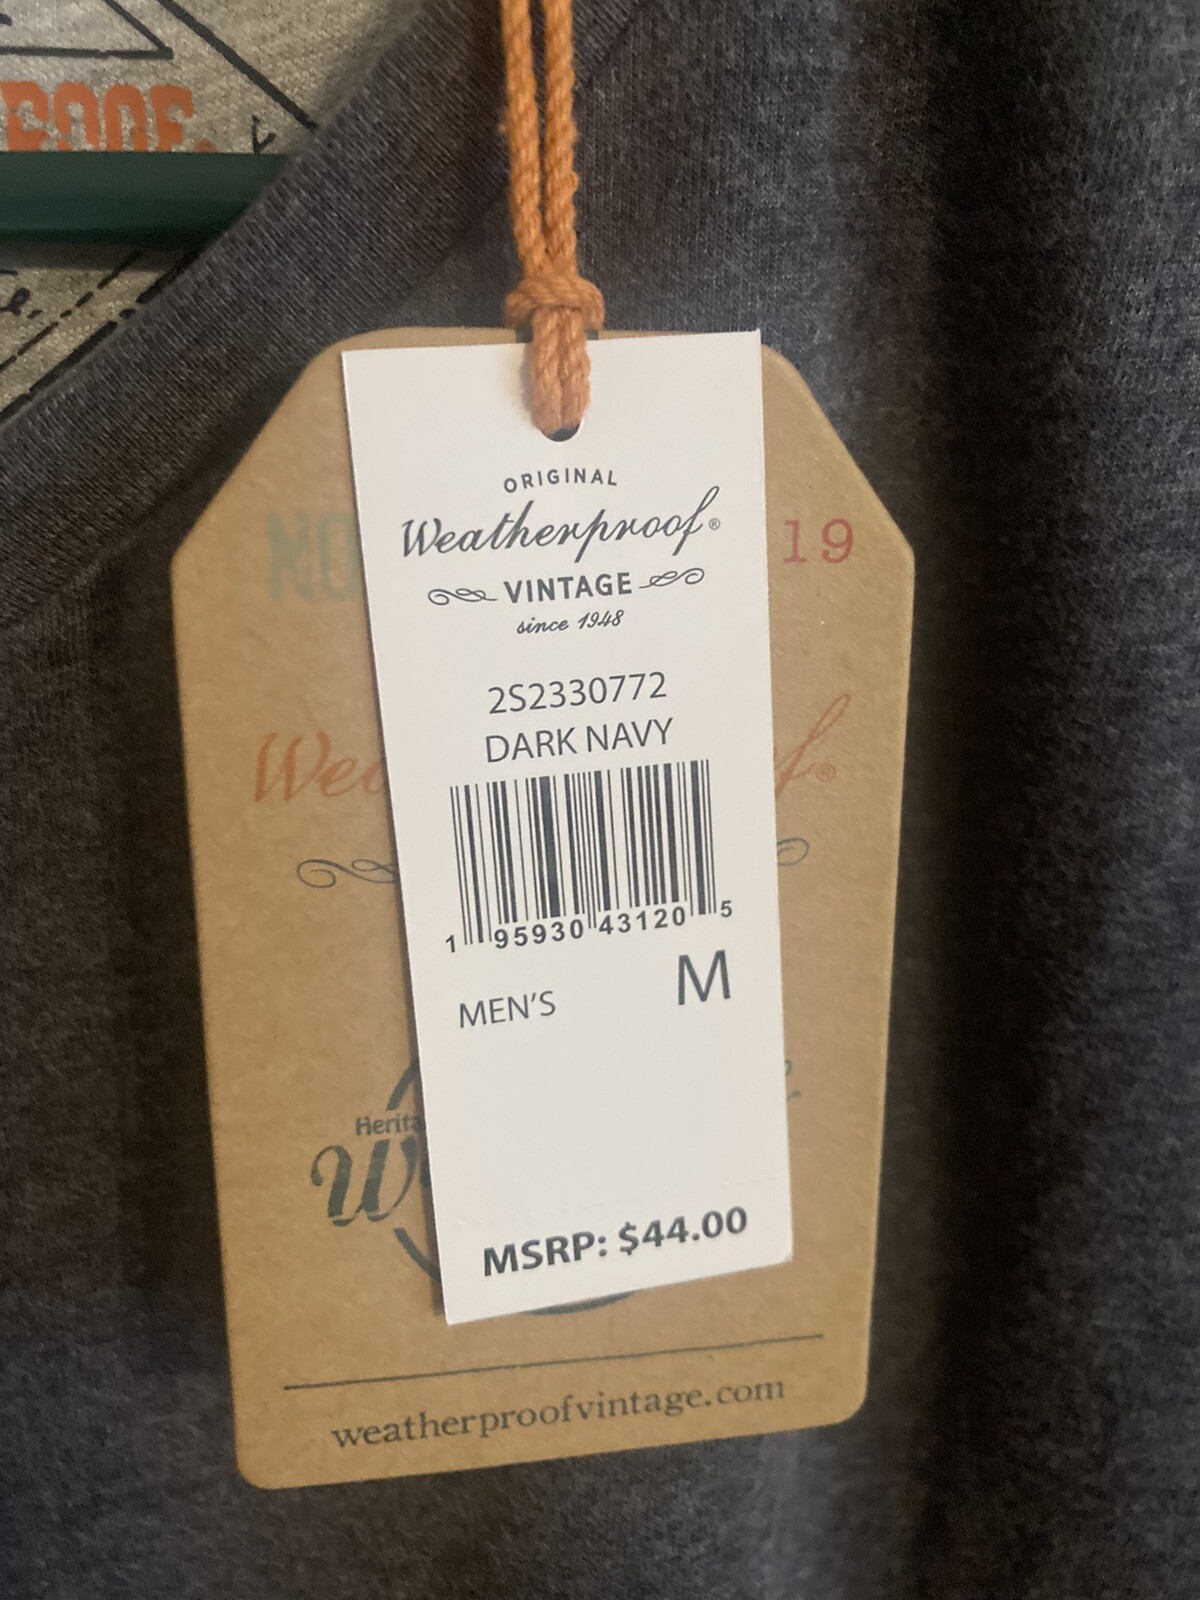 ORIGINAL
Weatherproof®
VINTAGE
since 1948
2S2330772
DARK NAVY
1 95930 43120 5
MEN'S M
MSRP: $44.00
19
weatherproofvintage.com